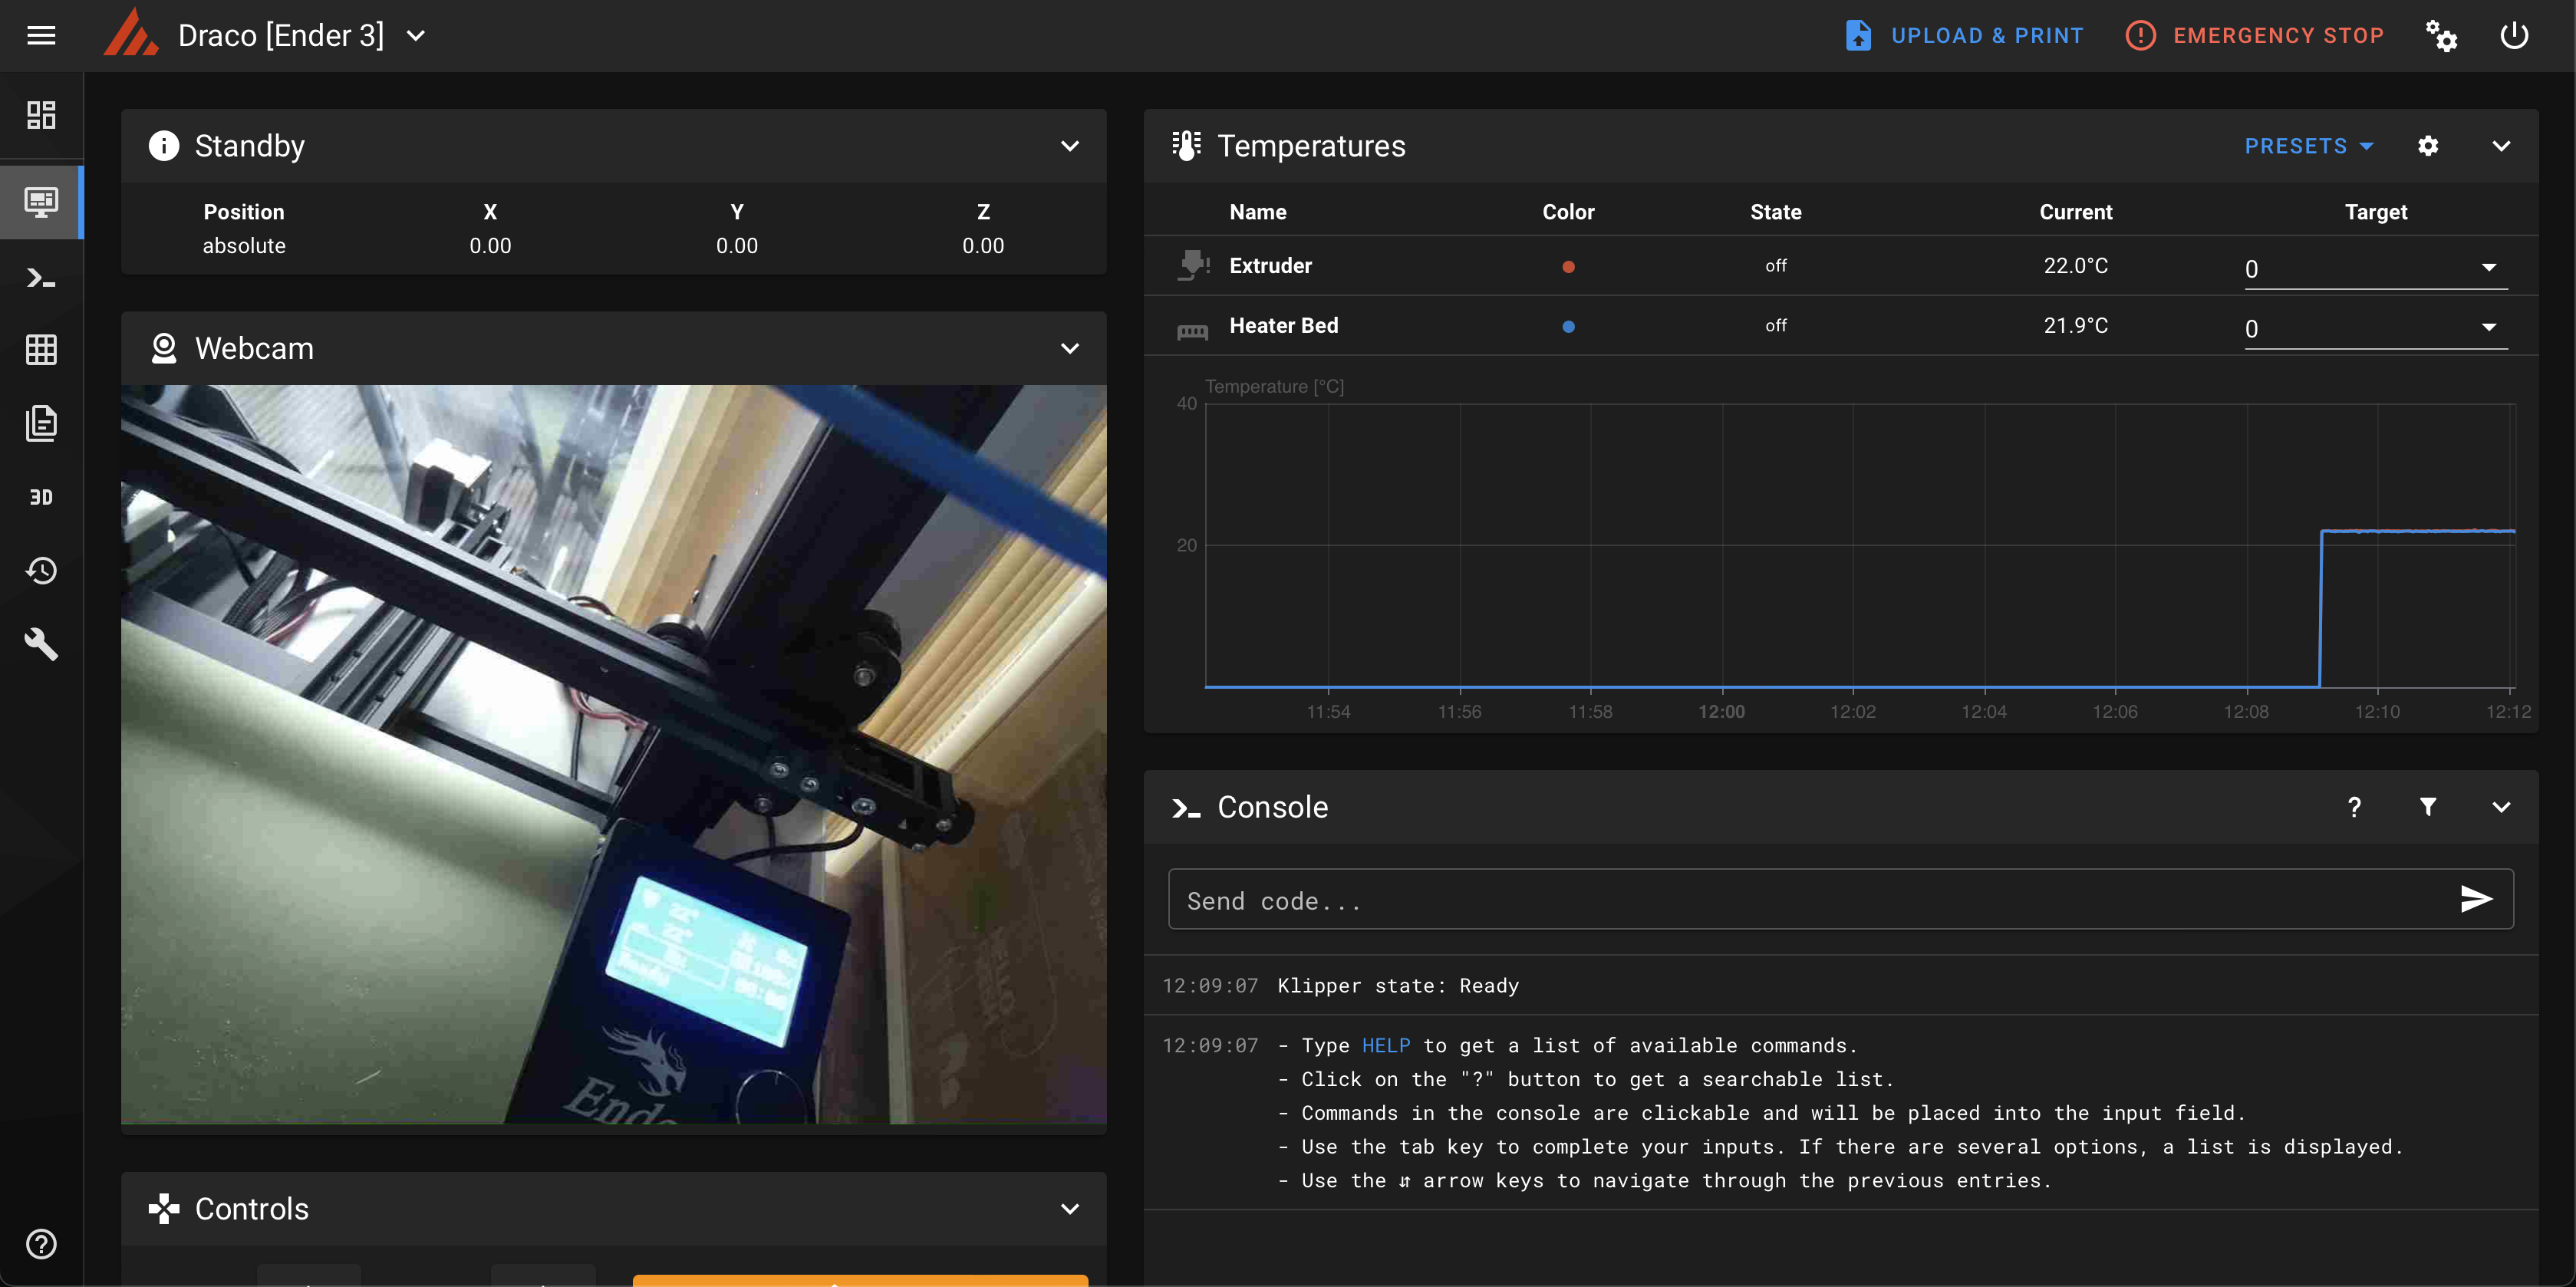 Draco [Ender 3]
UPLOAD & PRINT
EMERGENCY STOP
3D
Standby
Position X Y Z
absolute 0.00 0.00 0.00
Webcam
22°
22°
Ready
Ende
Controls
Temperatures
PRESETS
Name Color State Current Target
Extruder off 22.0°C 0
Heater Bed off 21.9°C 0
Temperature [°C]
40
20
11:54 11:56 11:58 12:00 12:02 12:04 12:06 12:08 12:10 12:12
Console
?
Send code...
12:09:07 Klipper state: Ready
12:09:07 - Type HELP to get a list of available commands.
- Click on the "?" button to get a searchable list.
- Commands in the console are clickable and will be placed into the input field.
- Use the tab key to complete your inputs. If there are several options, a list is displayed.
- Use the ⇵ arrow keys to navigate through the previous entries.